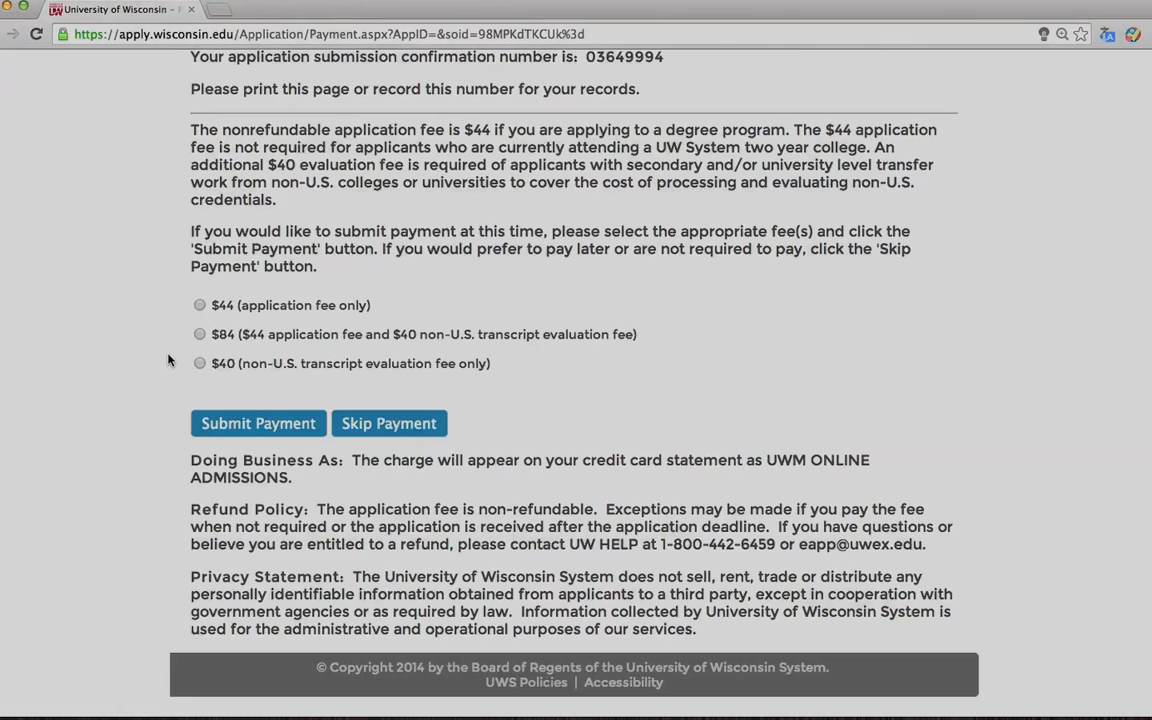 University of Wisconsin –
https://apply.wisconsin.edu/Application/Payment.aspx?AppID=&soid=98MPKdTKCUk%3d
Your application submission confirmation number is: 03649994
Please print this page or record this number for your records.
The nonrefundable application fee is $44 if you are applying to a degree program. The $44 application
fee is not required for applicants who are currently attending a UW System two year college. An
additional $40 evaluation fee is required of applicants with secondary and/or university level transfer
work from non-U.S. colleges or universities to cover the cost of processing and evaluating non-U.S.
credentials.
If you would like to submit payment at this time, please select the appropriate fee(s) and click the
'Submit Payment' button. If you would prefer to pay later or are not required to pay, click the 'Skip
Payment' button.
$44 (application fee only)
$84 ($44 application fee and $40 non-U.S. transcript evaluation fee)
$40 (non-U.S. transcript evaluation fee only)
Submit Payment Skip Payment
Doing Business As: The charge will appear on your credit card statement as UWM ONLINE
ADMISSIONS.
Refund Policy: The application fee is non-refundable. Exceptions may be made if you pay the fee
when not required or the application is received after the application deadline. If you have questions or
believe you are entitled to a refund, please contact UW HELP at 1-800-442-6459 or eapp@uwex.edu.
Privacy Statement: The University of Wisconsin System does not sell, rent, trade or distribute any
personally identifiable information obtained from applicants to a third party, except in cooperation with
government agencies or as required by law. Information collected by University of Wisconsin System is
used for the administrative and operational purposes of our services.
© Copyright 2014 by the Board of Regents of the University of Wisconsin System.
UWS Policies | Accessibility